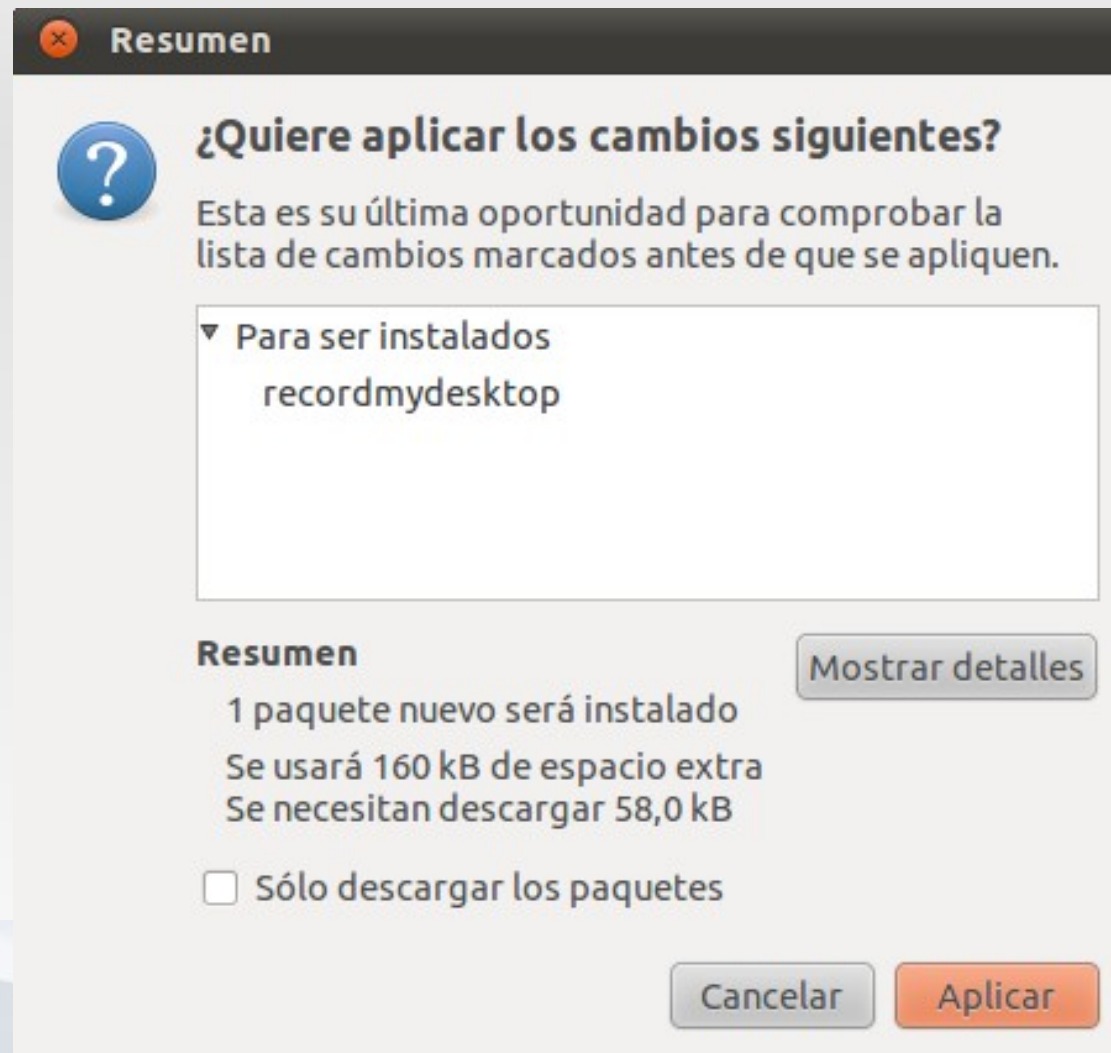 Resumen
¿Quiere aplicar los cambios siguientes?
Esta es su última oportunidad para comprobar la
lista de cambios marcados antes de que se apliquen.
Para ser instalados
recordmydesktop
Resumen
Mostrar detalles
1 paquete nuevo será instalado
Se usará 160 kB de espacio extra
Se necesitan descargar 58,0 kB
Sólo descargar los paquetes
Cancelar
Aplicar